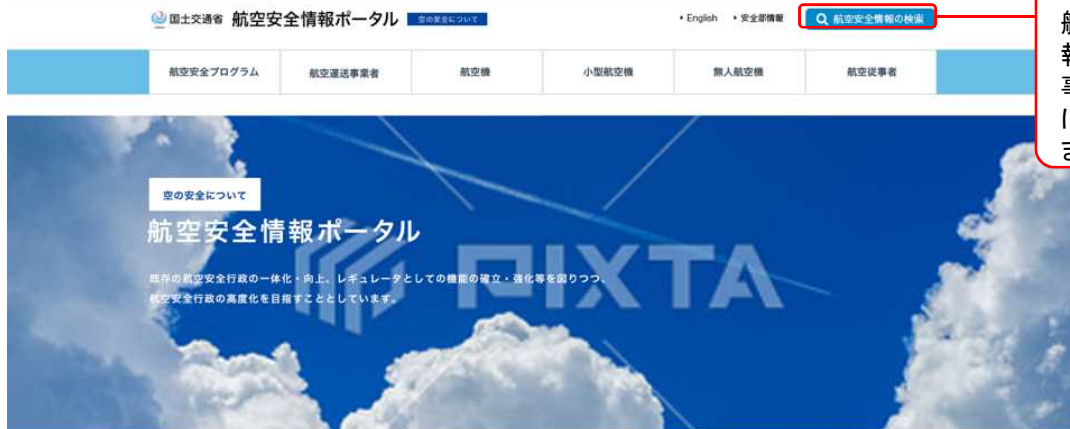 国土交通省 航空安全情報ポータル 空の安全について
English 安全部情報 航空安全情報の検索
航空安全プログラム 航空運送事業者 航空機 小型航空機 無人航空機 航空従事者
空の安全について
航空安全情報ポータル
既存の航空安全行政の一体化・向上、レギュレータとしての機能の確立・強化等を図りつつ、
航空安全行政の高度化を目指すこととしています。
PIXTA